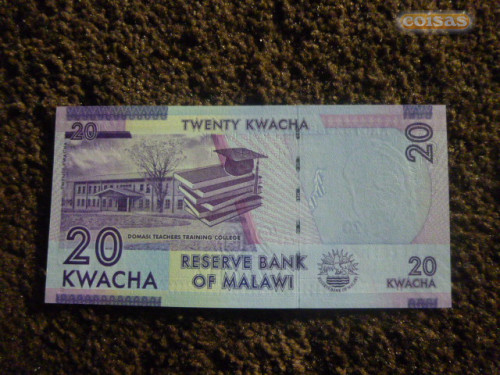 coisas
20
TWENTY KWACHA
20
DOMASI TEACHERS TRAINING COLLEGE
20
KWACHA
RESERVE BANK
OF MALAWI
20
KWACHA